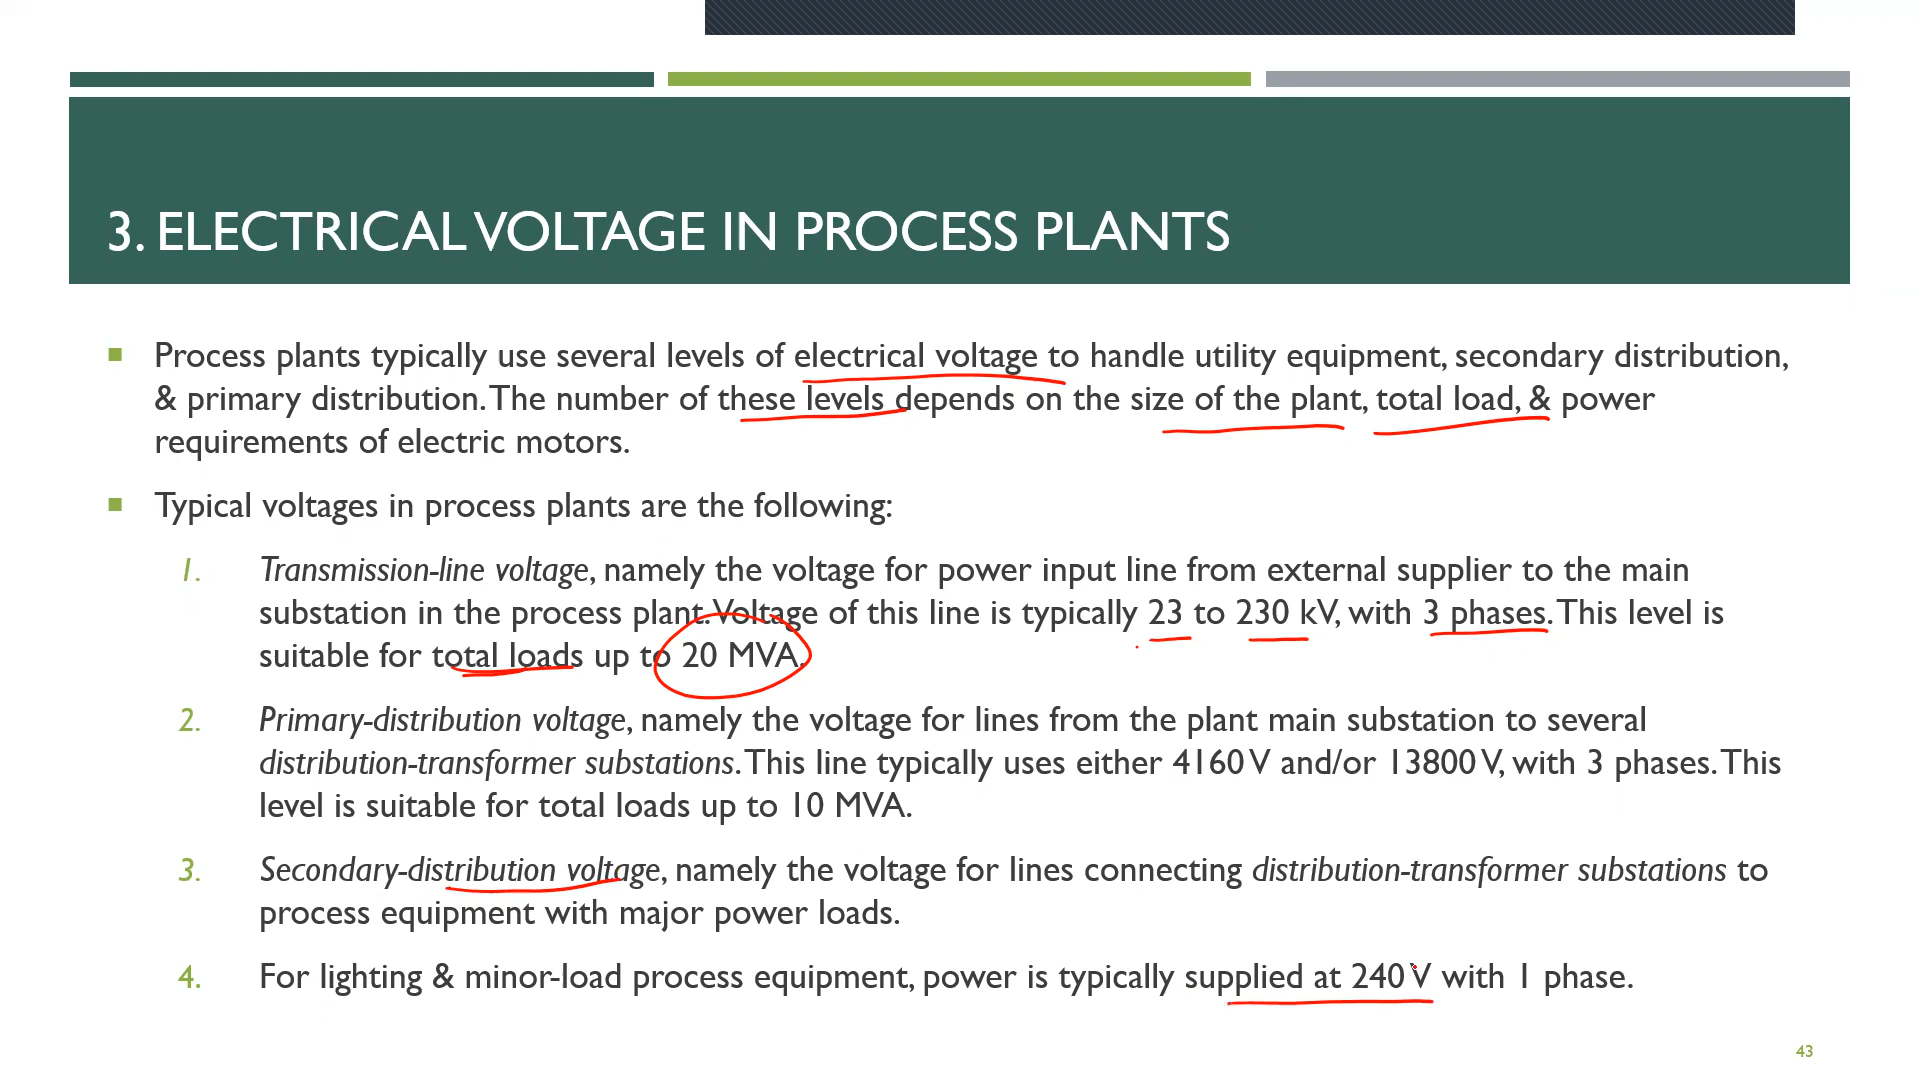 3. ELECTRICAL VOLTAGE IN PROCESS PLANTS
Process plants typically use several levels of electrical voltage to handle utility equipment, secondary distribution,
& primary distribution. The number of these levels depends on the size of the plant, total load, & power
requirements of electric motors.
Typical voltages in process plants are the following:
1. Transmission-line voltage, namely the voltage for power input line from external supplier to the main
substation in the process plant. Voltage of this line is typically 23 to 230 kV, with 3 phases. This level is
suitable for total loads up to 20 MVA.
2. Primary-distribution voltage, namely the voltage for lines from the plant main substation to several
distribution-transformer substations. This line typically uses either 4160 V and/or 13800 V, with 3 phases. This
level is suitable for total loads up to 10 MVA.
3. Secondary-distribution voltage, namely the voltage for lines connecting distribution-transformer substations to
process equipment with major power loads.
4. For lighting & minor-load process equipment, power is typically supplied at 240 V with 1 phase.
43